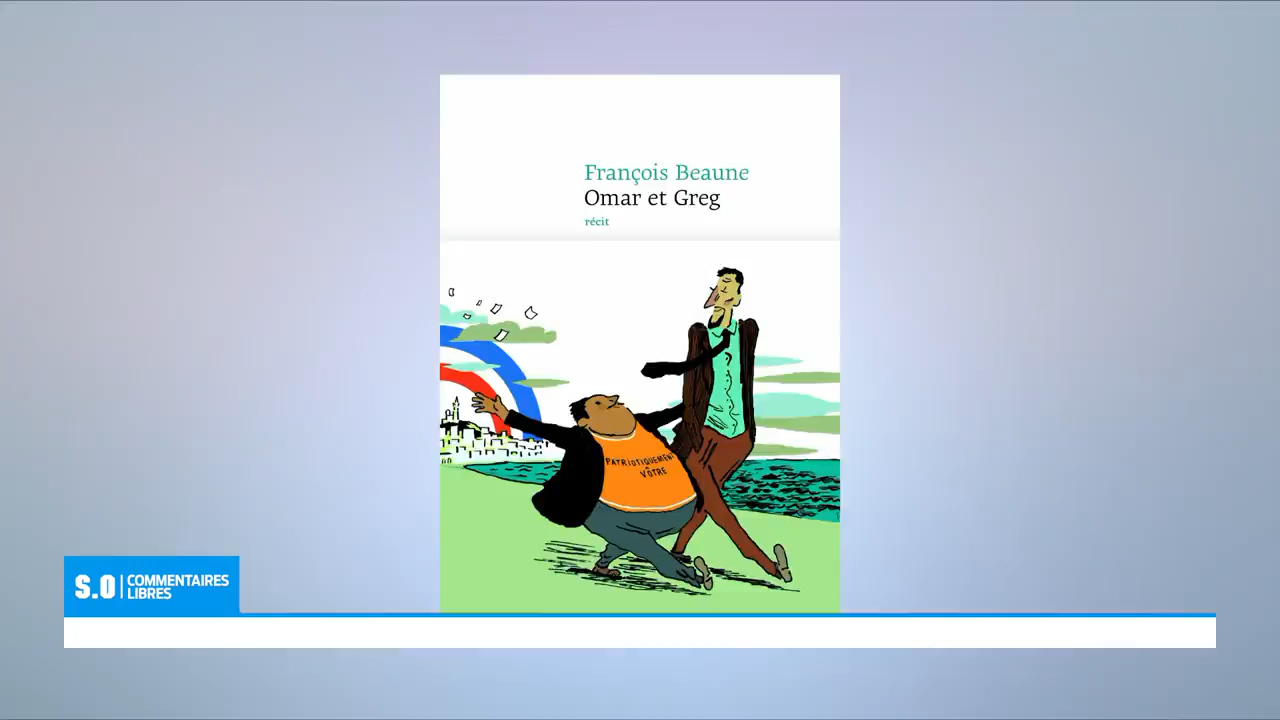 François Beaune
Omar et Greg
récit
PATRIOTIQUEMENT
VÔTRE
S.O
COMMENTAIRES
LIBRES